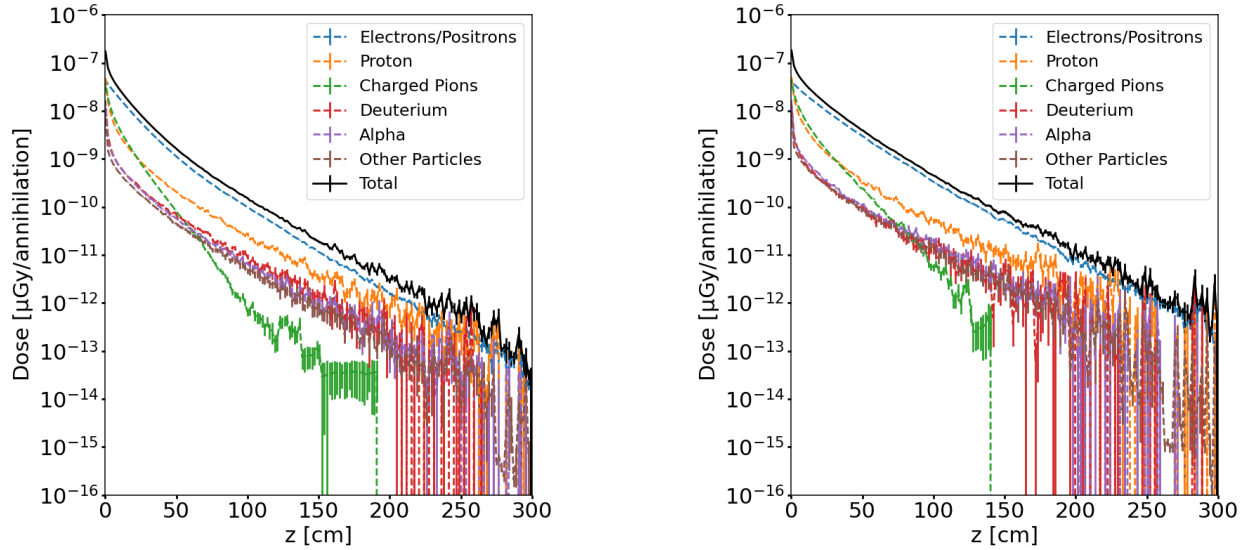 10⁻⁶
10⁻⁷
10⁻⁸
10⁻⁹
10⁻¹⁰
10⁻¹¹
10⁻¹²
10⁻¹³
10⁻¹⁴
10⁻¹⁵
10⁻¹⁶
Dose [μGy/annihilation]
Electrons/Positrons
Proton
Charged Pions
Deuterium
Alpha
Other Particles
Total
0 50 100 150 200 250 300
z [cm]
10⁻⁶
10⁻⁷
10⁻⁸
10⁻⁹
10⁻¹⁰
10⁻¹¹
10⁻¹²
10⁻¹³
10⁻¹⁴
10⁻¹⁵
10⁻¹⁶
Dose [μGy/annihilation]
Electrons/Positrons
Proton
Charged Pions
Deuterium
Alpha
Other Particles
Total
0 50 100 150 200 250 300
z [cm]